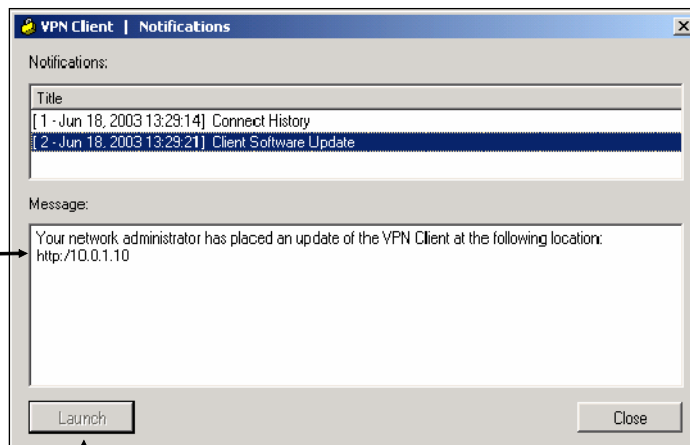 VPN Client | Notifications
Notifications:
Title
[ 1 - Jun 18, 2003 13:29:14] Connect History
[ 2 - Jun 18, 2003 13:29:21] Client Software Update
Message:
Your network administrator has placed an update of the VPN Client at the following location:
http:/10.0.1.10
Launch
Close